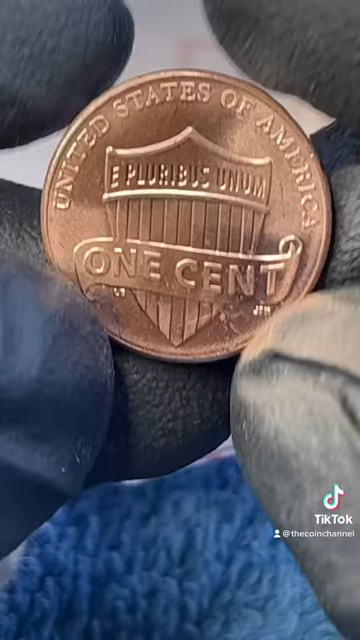 UNITED STATES OF AMERICA
E PLURIBUS UNUM
ONE CENT
JFM
TikTok
@thecoinchannel